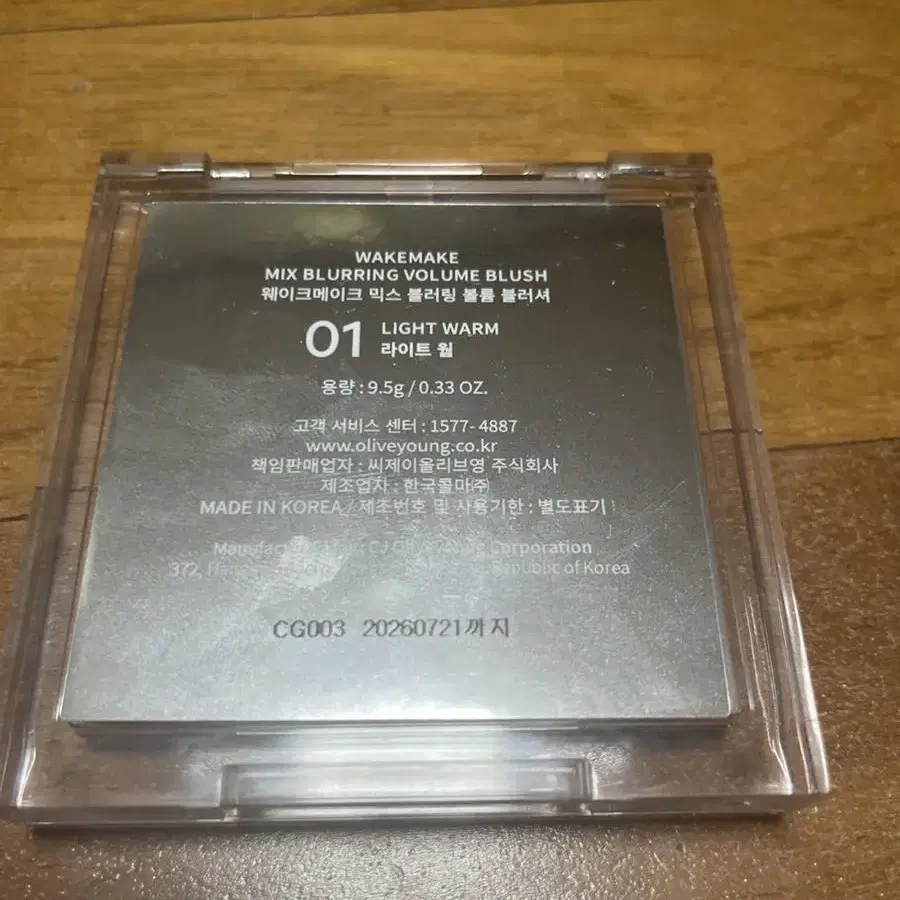 WAKEMAKE
MIX BLURRING VOLUME BLUSH
웨이크메이크 믹스 블러링 볼륨 블러셔
01 LIGHT WARM
라이트 웜
용량 : 9.5g / 0.33 OZ.
고객 서비스 센터 : 1577- 4887
www.oliveyoung.co.kr
책임판매업자 : 씨제이올리브영 주식회사
제조업자 : 한국콜마㈜
MADE IN KOREA / 제조번호 및 사용기한 : 별도표기
CJ Corporation
372, Republic of Korea
CG003 20260721까지